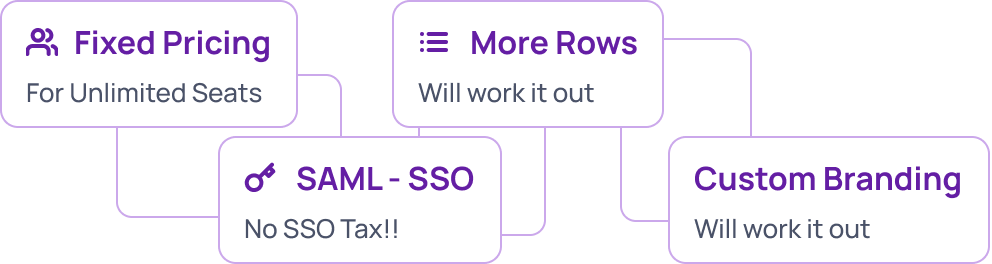 Fixed Pricing
For Unlimited Seats
More Rows
Will work it out
SAML - SSO
No SSO Tax!!
Custom Branding
Will work it out